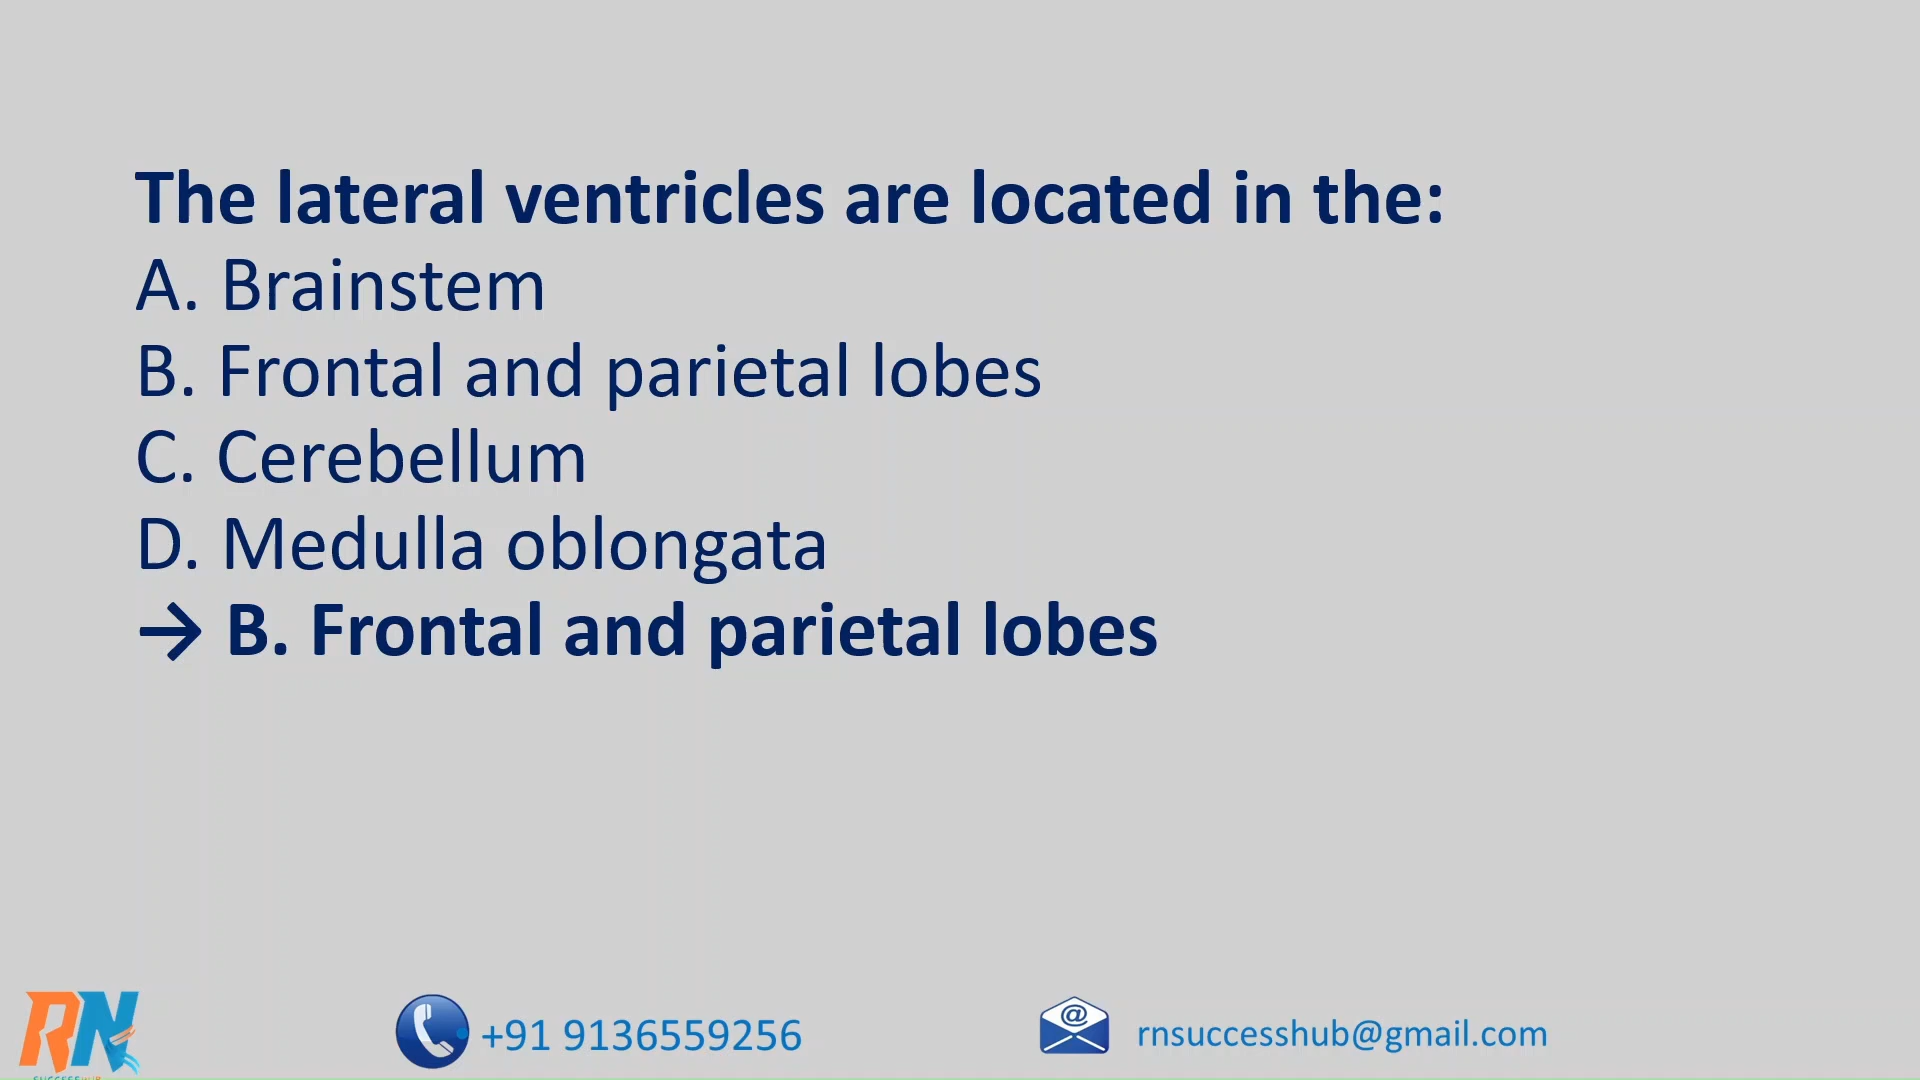 The lateral ventricles are located in the:
A. Brainstem
B. Frontal and parietal lobes
C. Cerebellum
D. Medulla oblongata
→ B. Frontal and parietal lobes
RN
+91 9136559256
rnsuccesshub@gmail.com